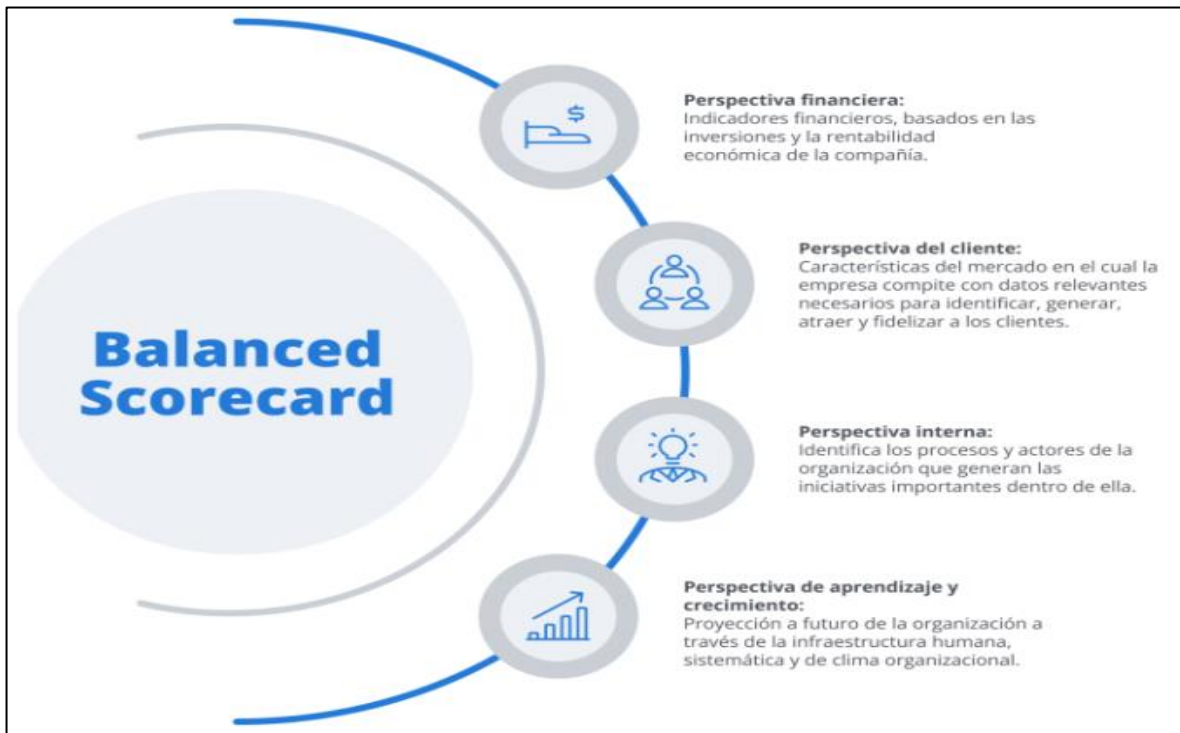 Balanced
Scorecard
$
Perspectiva financiera:
Indicadores financieros, basados en las
inversiones y la rentabilidad
económica de la compañía.
Perspectiva del cliente:
Características del mercado en el cual la
empresa compite con datos relevantes
necesarios para identificar, generar,
atraer y fidelizar a los clientes.
Perspectiva interna:
Identifica los procesos y actores de la
organización que generan las
iniciativas importantes dentro de ella.
Perspectiva de aprendizaje y
crecimiento:
Proyección a futuro de la organización a
través de la infraestructura humana,
sistemática y de clima organizacional.